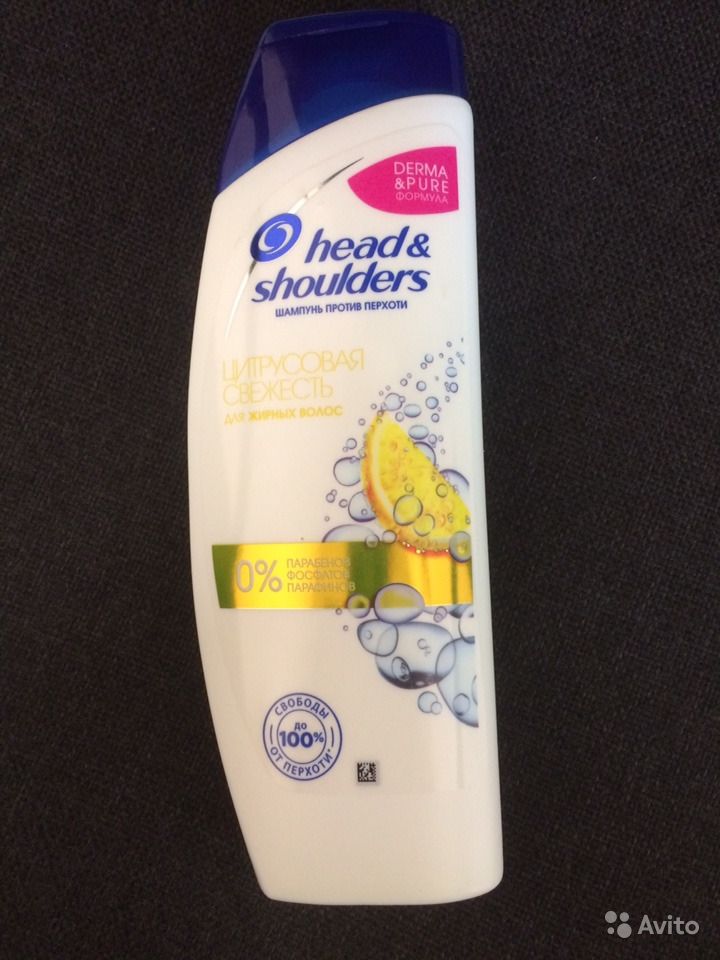 DERMA
&PURE
ФОРМУЛА
head &
shoulders
ШАМПУНЬ ПРОТИВ ПЕРХОТИ
ЦИТРУСОВАЯ
СВЕЖЕСТЬ
ДЛЯ ЖИРНЫХ ВОЛОС
0% ПАРАБЕНОВ
ФОСФАТОВ
ПАРАФИНОВ
СВОБОДЫ
до
100%
ОТ ПЕРХОТИ*
Avito